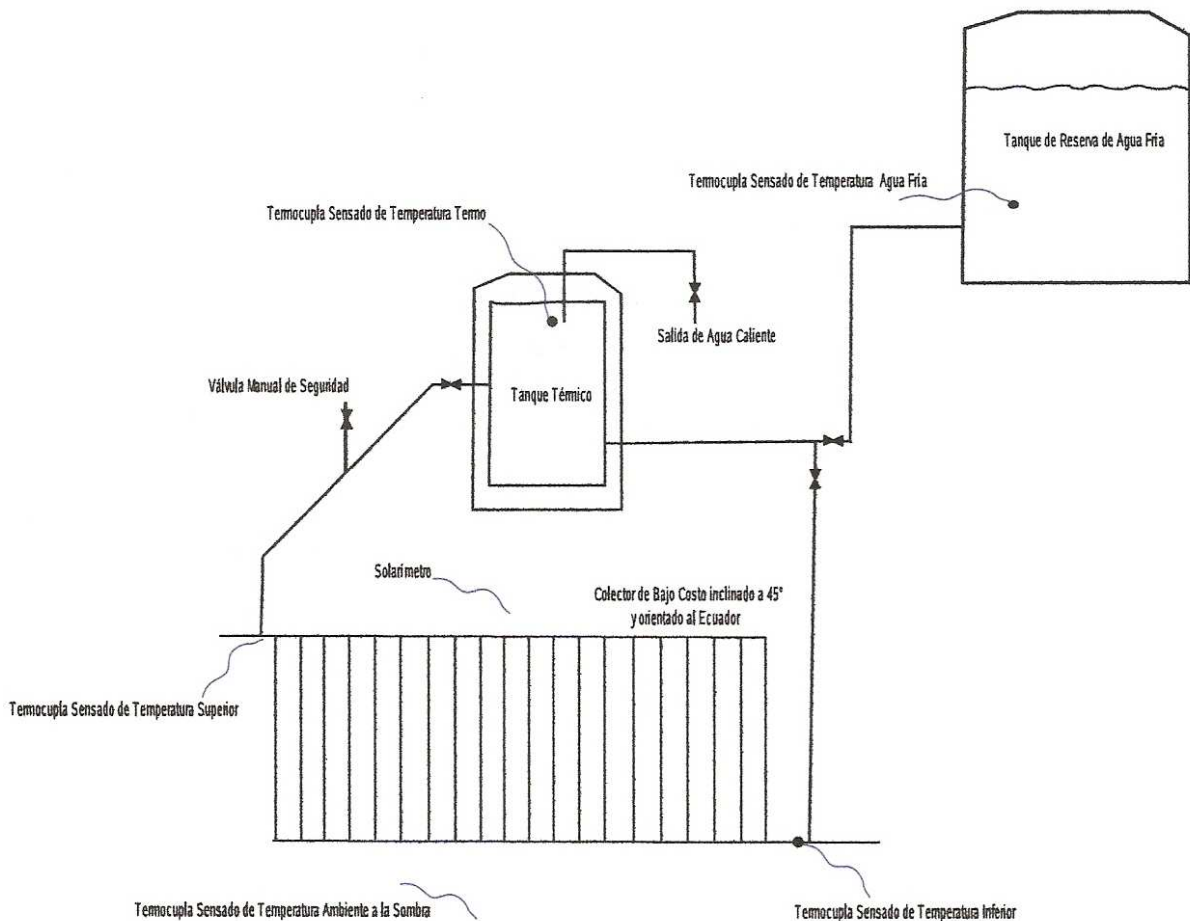 Tanque de Reserva de Agua Fría
Termocupla Sensado de Temperatura Agua Fría
Termocupla Sensado de Temperatura Termo
Salida de Agua Caliente
Válvula Manual de Seguridad
Tanque Térmico
Solarímetro
Colector de Bajo Costo inclinado a 45°
y orientado al Ecuador
Termocupla Sensado de Temperatura Superior
Termocupla Sensado de Temperatura Ambiente a la Sombra
Termocupla Sensado de Temperatura Inferior